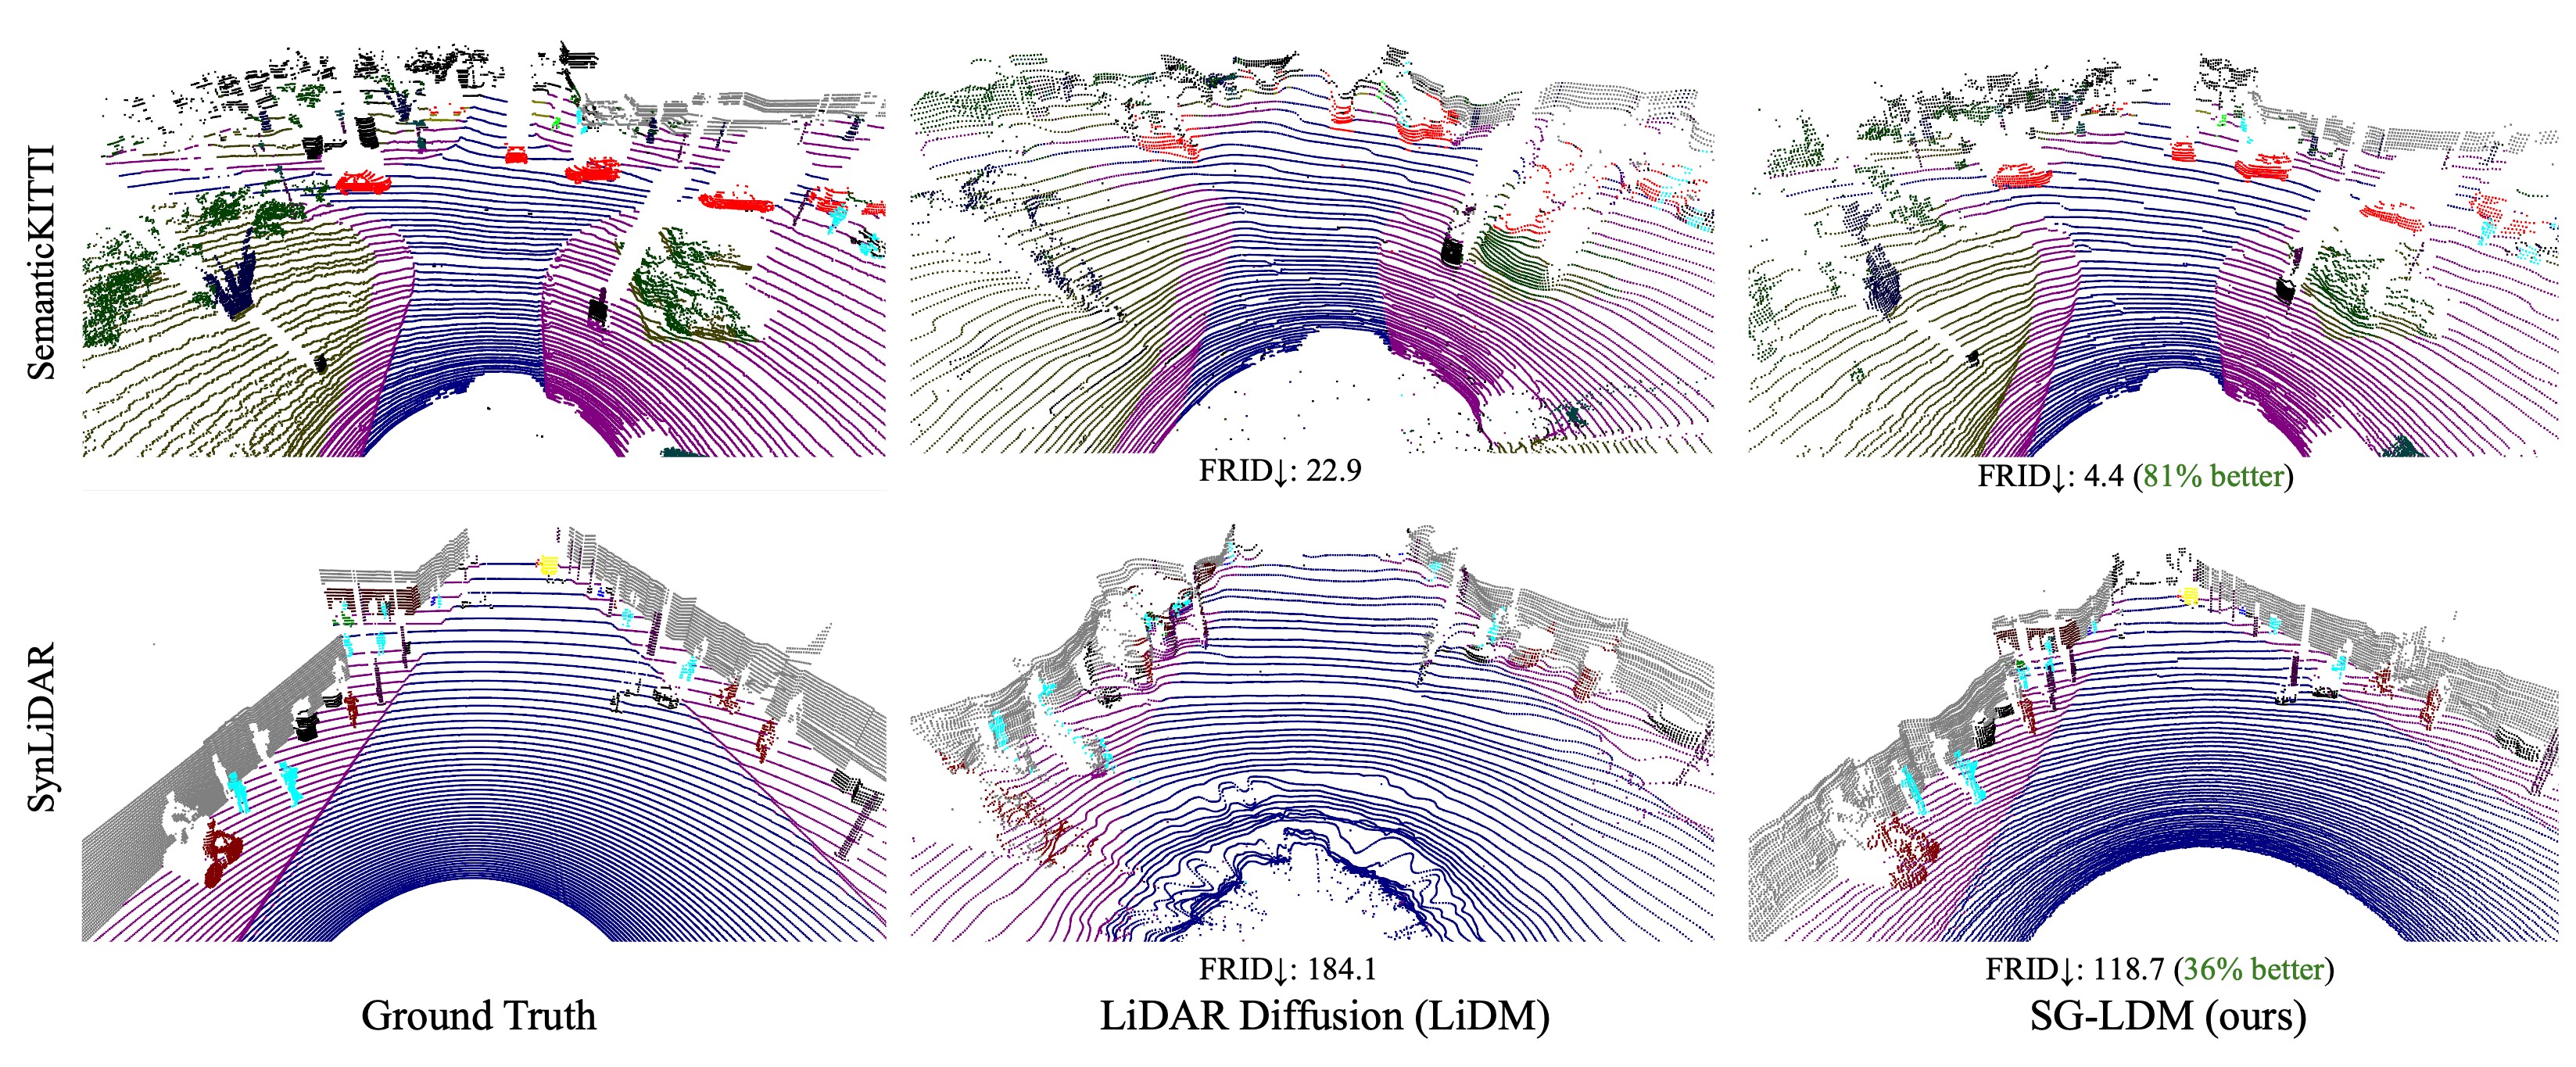 SemanticKITTI
FRID↓: 22.9
FRID↓: 4.4 (81% better)
SynLiDAR
FRID↓: 184.1
FRID↓: 118.7 (36% better)
Ground Truth
LiDAR Diffusion (LiDM)
SG-LDM (ours)